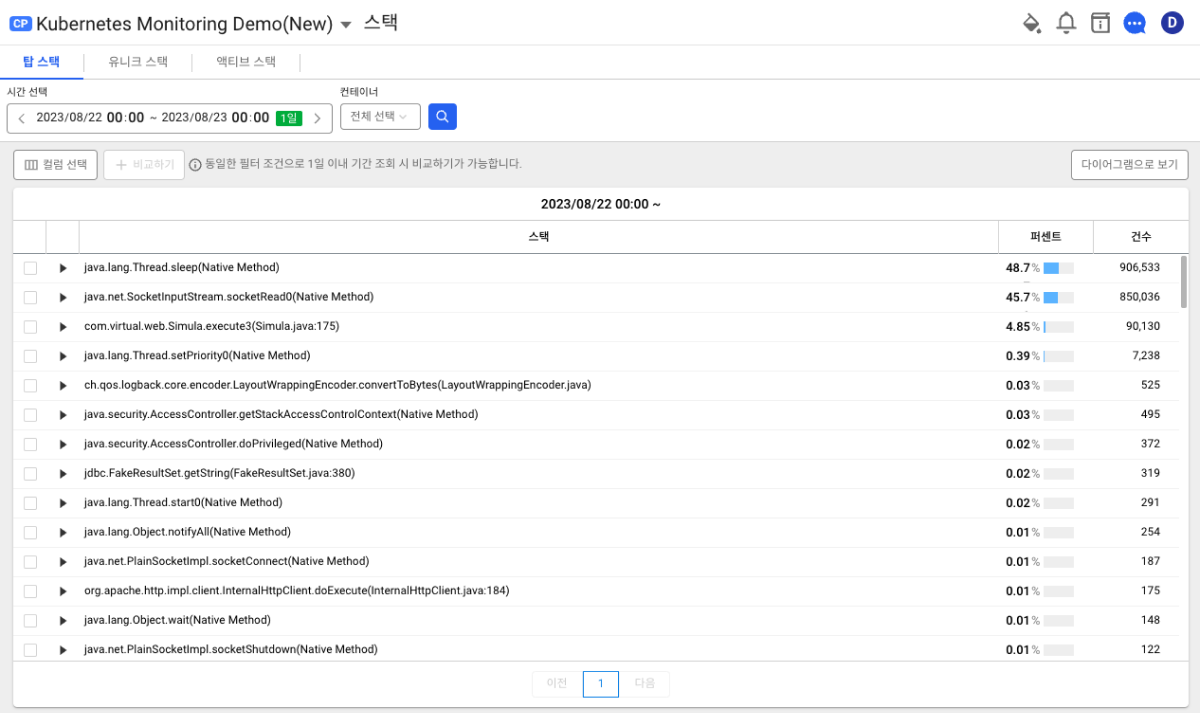 CP Kubernetes Monitoring Demo(New) 스택 D
탑 스택 유니크 스택 액티브 스택
시간 선택 컨테이너
2023/08/22 00:00 ~ 2023/08/23 00:00 1일 전체 선택
컬럼 선택 + 비교하기 동일한 필터 조건으로 1일 이내 기간 조회 시 비교하기가 가능합니다. 다이어그램으로 보기
2023/08/22 00:00 ~
스택 퍼센트 건수
java.lang.Thread.sleep(Native Method) 48.7% 906,533
java.net.SocketInputStream.socketRead0(Native Method) 45.7% 850,036
com.virtual.web.Simula.execute3(Simula.java:175) 4.85% 90,130
java.lang.Thread.setPriority0(Native Method) 0.39% 7,238
ch.qos.logback.core.encoder.LayoutWrappingEncoder.convertToBytes(LayoutWrappingEncoder.java) 0.03% 525
java.security.AccessController.getStackAccessControlContext(Native Method) 0.03% 495
java.security.AccessController.doPrivileged(Native Method) 0.02% 372
jdbc.FakeResultSet.getString(FakeResultSet.java:380) 0.02% 319
java.lang.Thread.start0(Native Method) 0.02% 291
java.lang.Object.notifyAll(Native Method) 0.01% 254
java.net.PlainSocketImpl.socketConnect(Native Method) 0.01% 187
org.apache.http.impl.client.InternalHttpClient.doExecute(InternalHttpClient.java:184) 0.01% 175
java.lang.Object.wait(Native Method) 0.01% 148
java.net.PlainSocketImpl.socketShutdown(Native Method) 0.01% 122
이전 1 다음